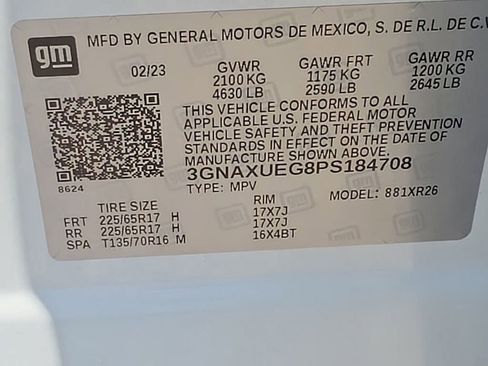 gm MFD BY GENERAL MOTORS DE MEXICO, S. DE R.L. DE C.V
02/23 GVWR GAWR FRT GAWR RR
2100 KG 1175 KG 1200 KG
4630 LB 2590 LB 2645 LB
THIS VEHICLE CONFORMS TO ALL
APPLICABLE U.S. FEDERAL MOTOR
VEHICLE SAFETY AND THEFT PREVENTION
STANDARDS IN EFFECT ON THE DATE OF
MANUFACTURE SHOWN ABOVE.
3GNAXUEG8PS184708
8624 TYPE: MPV MODEL: 881XR26
TIRE SIZE RIM
FRT 225/65R17 H 17X7J
RR 225/65R17 H 17X7J
SPA T135/70R16 M 16X4BT